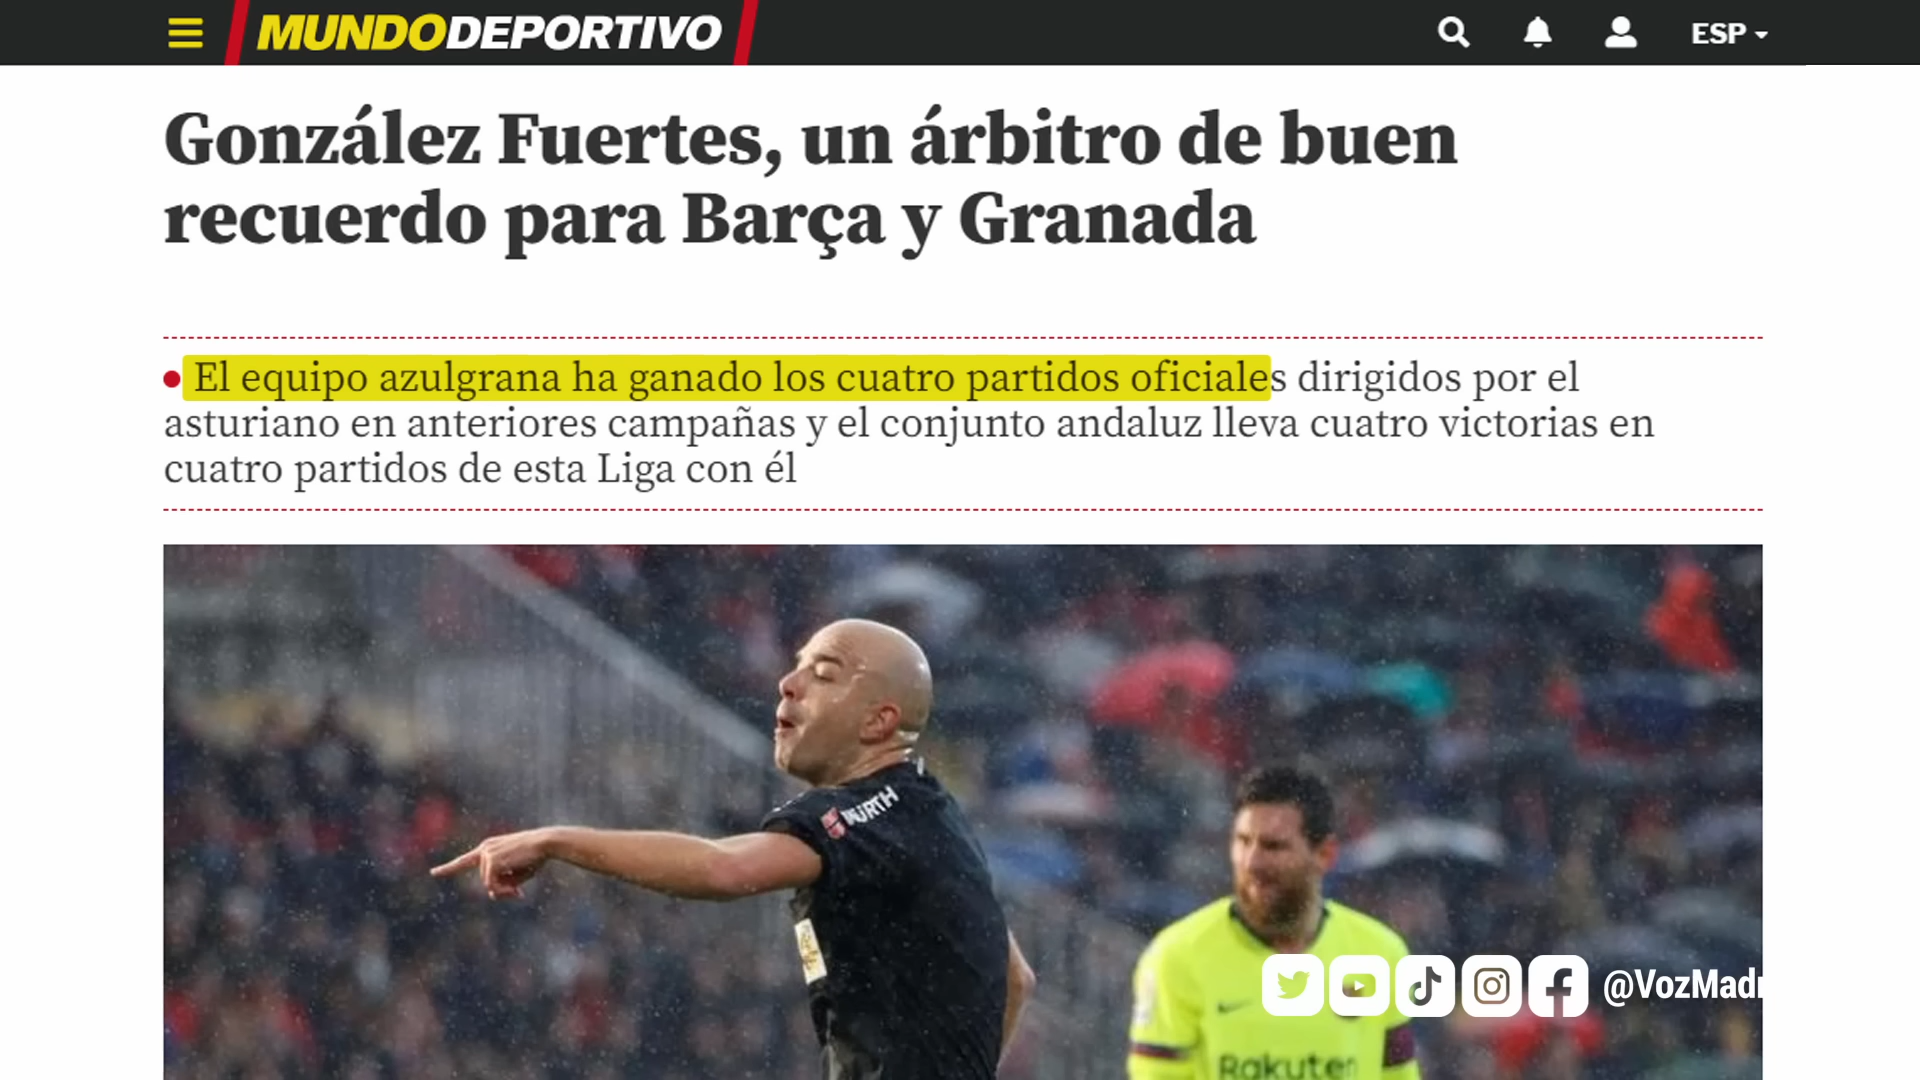 MUNDODEPORTIVO
ESP
González Fuertes, un árbitro de buen
recuerdo para Barça y Granada
El equipo azulgrana ha ganado los cuatro partidos oficiales dirigidos por el
asturiano en anteriores campañas y el conjunto andaluz lleva cuatro victorias en
cuatro partidos de esta Liga con él
WÜRTH
@VozMadr
Rakuten